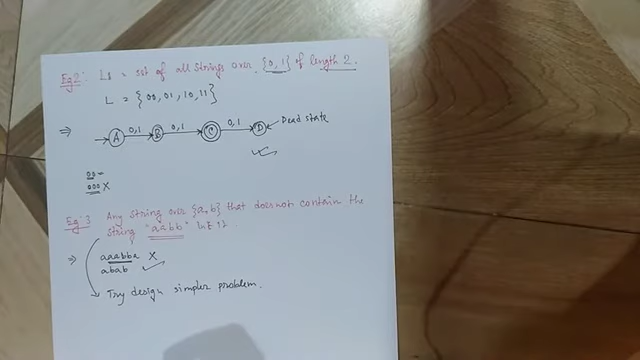 Eg 2: L1 = set of all strings over {0, 1} of length 2.
L = {00, 01, 10, 11}
⇒ A 0,1 B 0,1 C 0,1 D ← Dead state
00 -
000 X
Eg: 3 Any string over {a,b} that does not contain the
string "aabb" in
⇒ aaabba X
abab ✓
Try design simpler problem.